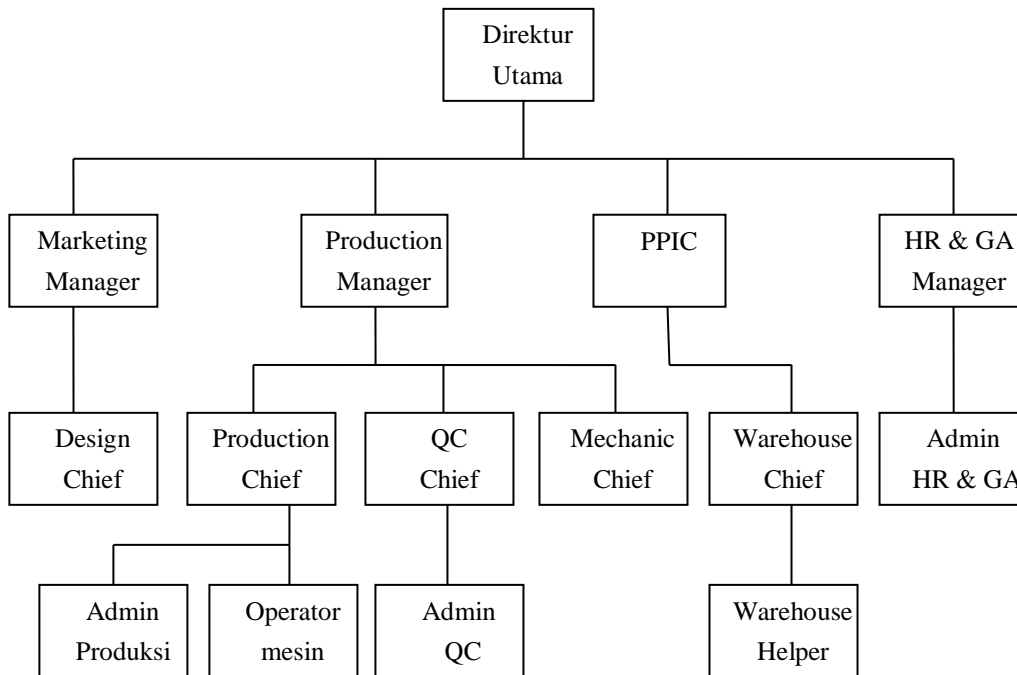 Direktur
Utama
Marketing
Manager
Production
Manager
PPIC
HR & GA
Manager
Design
Chief
Production
Chief
QC
Chief
Mechanic
Chief
Warehouse
Chief
Admin
HR & GA
Admin
Produksi
Operator
mesin
Admin
QC
Warehouse
Helper